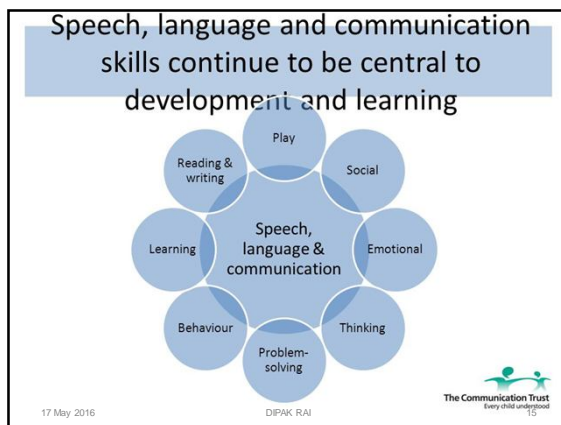 Speech, language and communication
skills continue to be central to
development and learning
Play
Reading &
writing
Social
Learning
Speech,
language &
communication
Emotional
Behaviour
Thinking
Problem-
solving
The Communication Trust
Every child understood
17 May 2016
DIPAK RAI
15